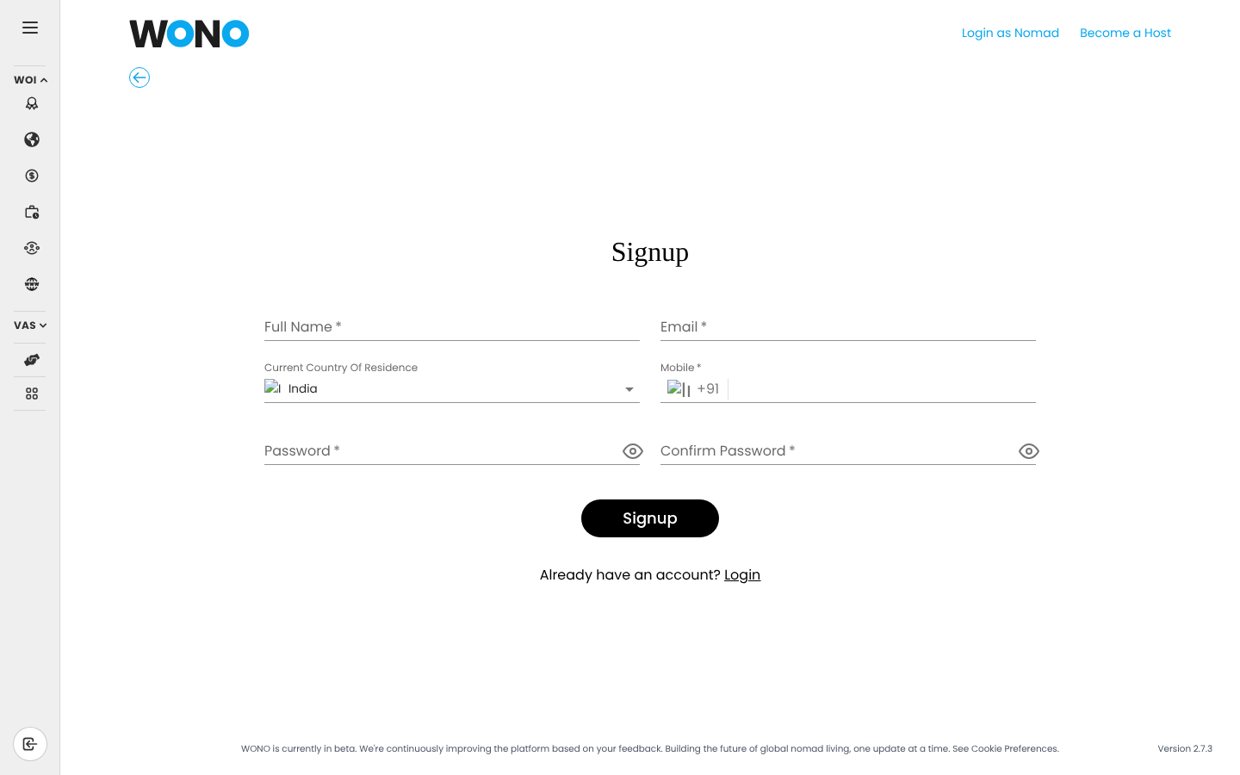 WONO
Login as Nomad
Become a Host
WOI
VAS
Signup
Full Name *
Email *
Current Country Of Residence
India
Mobile *
+91
Password *
Confirm Password *
Signup
Already have an account? Login
WONO is currently in beta. We're continuously improving the platform based on your feedback. Building the future of global nomad living, one update at a time. See Cookie Preferences.
Version 2.7.3